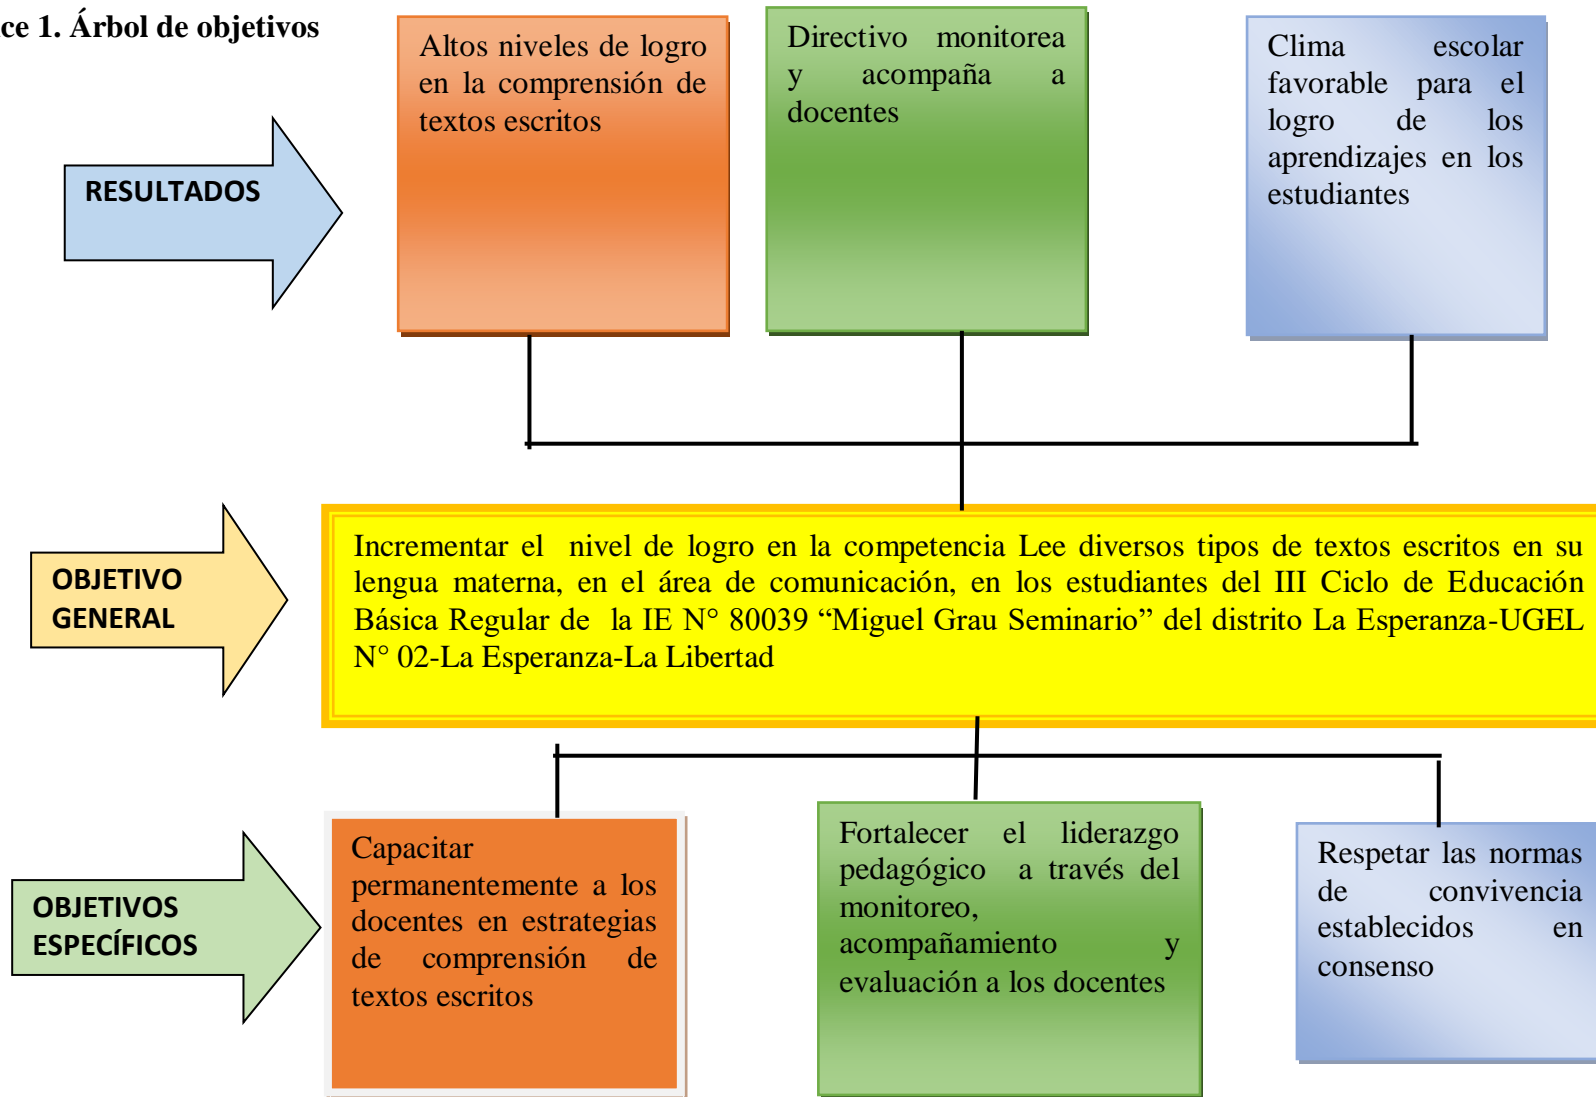 ce 1. Árbol de objetivos
Altos niveles de logro
en la comprensión de
textos escritos
Directivo monitorea
y acompaña a
docentes
Clima escolar
favorable para el
logro de los
aprendizajes en los
estudiantes
RESULTADOS
OBJETIVO
GENERAL
Incrementar el nivel de logro en la competencia Lee diversos tipos de textos escritos en su
lengua materna, en el área de comunicación, en los estudiantes del III Ciclo de Educación
Básica Regular de la IE N° 80039 “Miguel Grau Seminario” del distrito La Esperanza-UGEL
N° 02-La Esperanza-La Libertad
OBJETIVOS
ESPECÍFICOS
Capacitar
permanentemente a los
docentes en estrategias
de comprensión de
textos escritos
Fortalecer el liderazgo
pedagógico a través del
monitoreo,
acompañamiento y
evaluación a los docentes
Respetar las normas
de convivencia
establecidos en
consenso